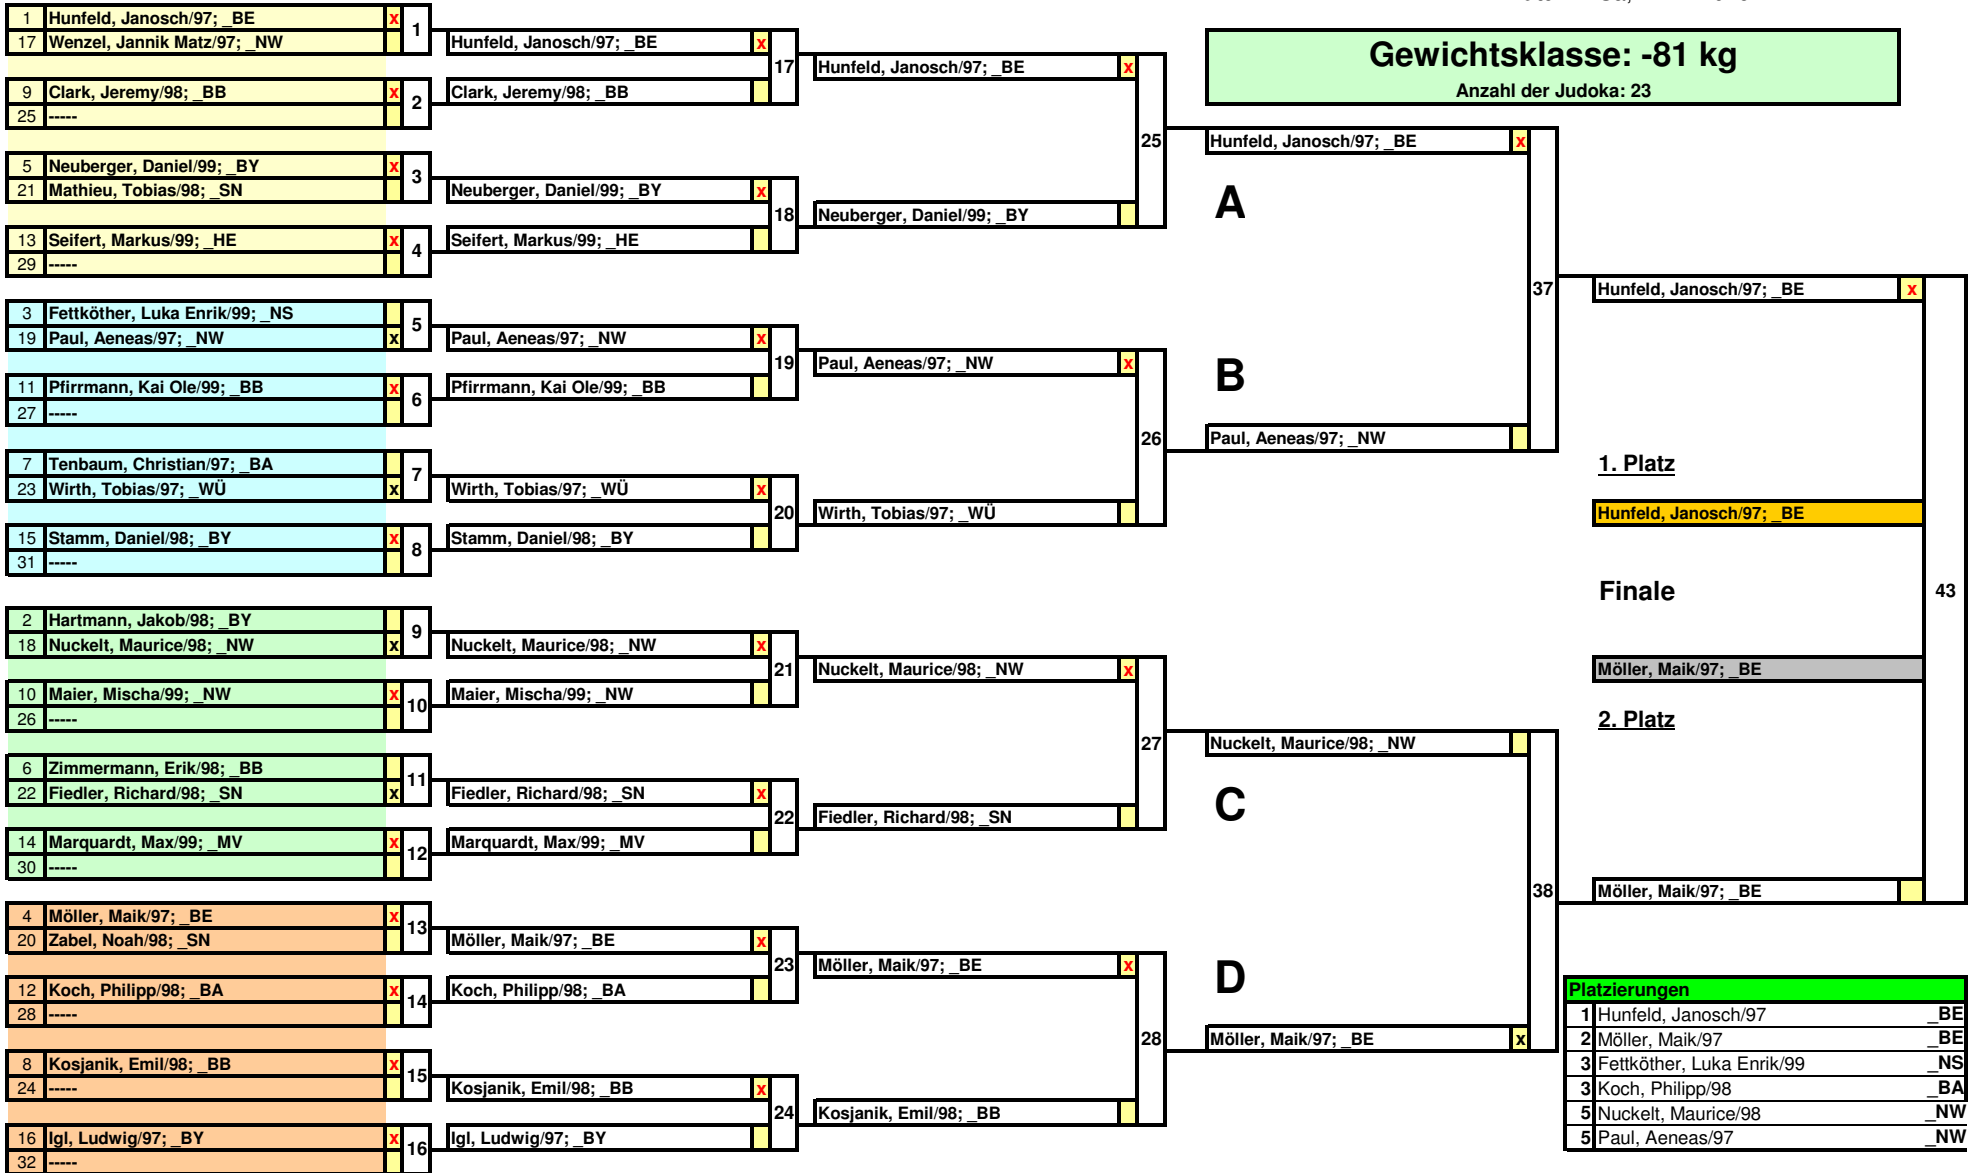 Gewichtsklasse: -81 kg
Anzahl der Judoka: 23
1 Hunfeld, Janosch/97; _BE x
17 Wenzel, Jannik Matz/97; _NW
1
9 Clark, Jeremy/98; _BB x
25 -----
2
5 Neuberger, Daniel/99; _BY x
21 Mathieu, Tobias/98; _SN
3
13 Seifert, Markus/99; _HE x
29 -----
4
3 Fettköther, Luka Enrik/99; _NS
19 Paul, Aeneas/97; _NW x
5
11 Pfirrmann, Kai Ole/99; _BB x
27 -----
6
7 Tenbaum, Christian/97; _BA
23 Wirth, Tobias/97; _WÜ x
7
15 Stamm, Daniel/98; _BY x
31 -----
8
2 Hartmann, Jakob/98; _BY
18 Nuckelt, Maurice/98; _NW x
9
10 Maier, Mischa/99; _NW x
26 -----
10
6 Zimmermann, Erik/98; _BB
22 Fiedler, Richard/98; _SN x
11
14 Marquardt, Max/99; _MV x
30 -----
12
4 Möller, Maik/97; _BE x
20 Zabel, Noah/98; _SN
13
12 Koch, Philipp/98; _BA x
28 -----
14
8 Kosjanik, Emil/98; _BB x
24 -----
15
16 Igl, Ludwig/97; _BY x
32 -----
16
Hunfeld, Janosch/97; _BE x
Clark, Jeremy/98; _BB
17
Neuberger, Daniel/99; _BY x
Seifert, Markus/99; _HE
18
Paul, Aeneas/97; _NW x
Pfirrmann, Kai Ole/99; _BB
19
Wirth, Tobias/97; _WÜ x
Stamm, Daniel/98; _BY
20
Nuckelt, Maurice/98; _NW x
Maier, Mischa/99; _NW
21
Fiedler, Richard/98; _SN x
Marquardt, Max/99; _MV
22
Möller, Maik/97; _BE x
Koch, Philipp/98; _BA
23
Kosjanik, Emil/98; _BB x
Igl, Ludwig/97; _BY
24
Hunfeld, Janosch/97; _BE x
Neuberger, Daniel/99; _BY
25
Paul, Aeneas/97; _NW x
Wirth, Tobias/97; _WÜ
26
Nuckelt, Maurice/98; _NW x
Fiedler, Richard/98; _SN
27
Möller, Maik/97; _BE x
Kosjanik, Emil/98; _BB
28
Hunfeld, Janosch/97; _BE x
A
B
Paul, Aeneas/97; _NW
37
Nuckelt, Maurice/98; _NW
C
D
Möller, Maik/97; _BE x
38
Hunfeld, Janosch/97; _BE x
1. Platz
Hunfeld, Janosch/97; _BE
Finale
43
Möller, Maik/97; _BE
2. Platz
Möller, Maik/97; _BE
Platzierungen
1 Hunfeld, Janosch/97 _BE
2 Möller, Maik/97 _BE
3 Fettköther, Luka Enrik/99 _NS
3 Koch, Philipp/98 _BA
5 Nuckelt, Maurice/98 _NW
5 Paul, Aeneas/97 _NW